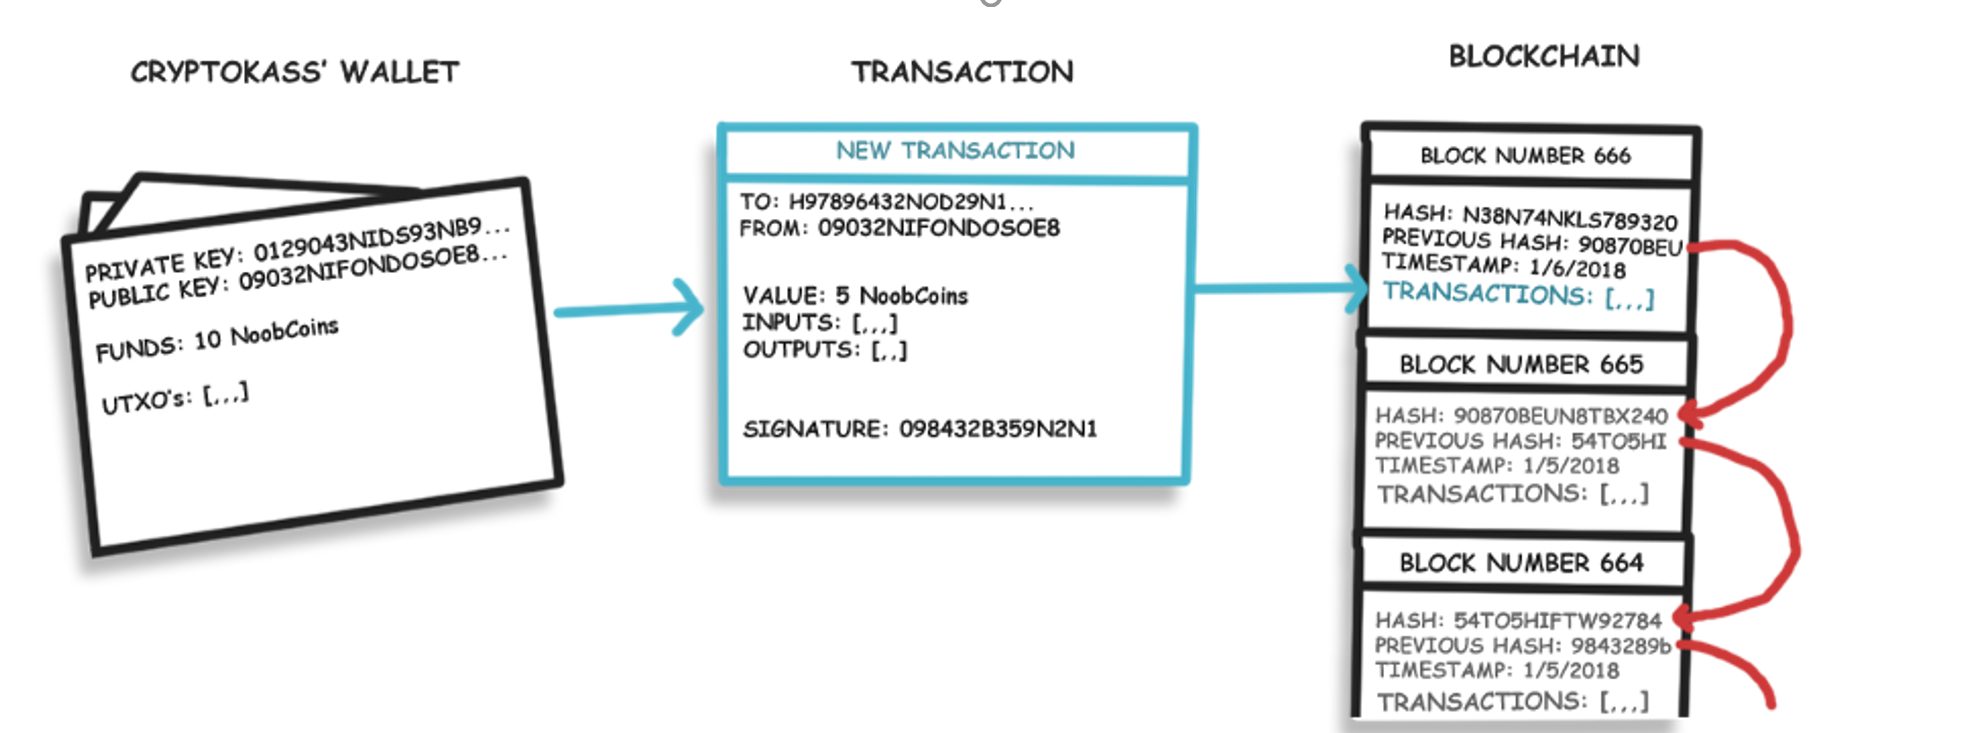 CRYPTOKASS' WALLET
PRIVATE KEY: 0129043NIDS93NB9...
PUBLIC KEY: 09032NIFONDOSOE8...
FUNDS: 10 NoobCoins
UTXO's: [,,,]
TRANSACTION
NEW TRANSACTION
TO: H97896432NOD29N1...
FROM: 09032NIFONDOSOE8
VALUE: 5 NoobCoins
INPUTS: [,,,]
OUTPUTS: [,,]
SIGNATURE: 098432B359N2N1
BLOCKCHAIN
BLOCK NUMBER 666
HASH: N38N74NKLS789320
PREVIOUS HASH: 90870BEU
TIMESTAMP: 1/6/2018
TRANSACTIONS: [,,,]
BLOCK NUMBER 665
HASH: 90870BEUN8TBX240
PREVIOUS HASH: 54TO5HI
TIMESTAMP: 1/5/2018
TRANSACTIONS: [,,,]
BLOCK NUMBER 664
HASH: 54TO5HIFTW92784
PREVIOUS HASH: 9843289b
TIMESTAMP: 1/5/2018
TRANSACTIONS: [,,,]